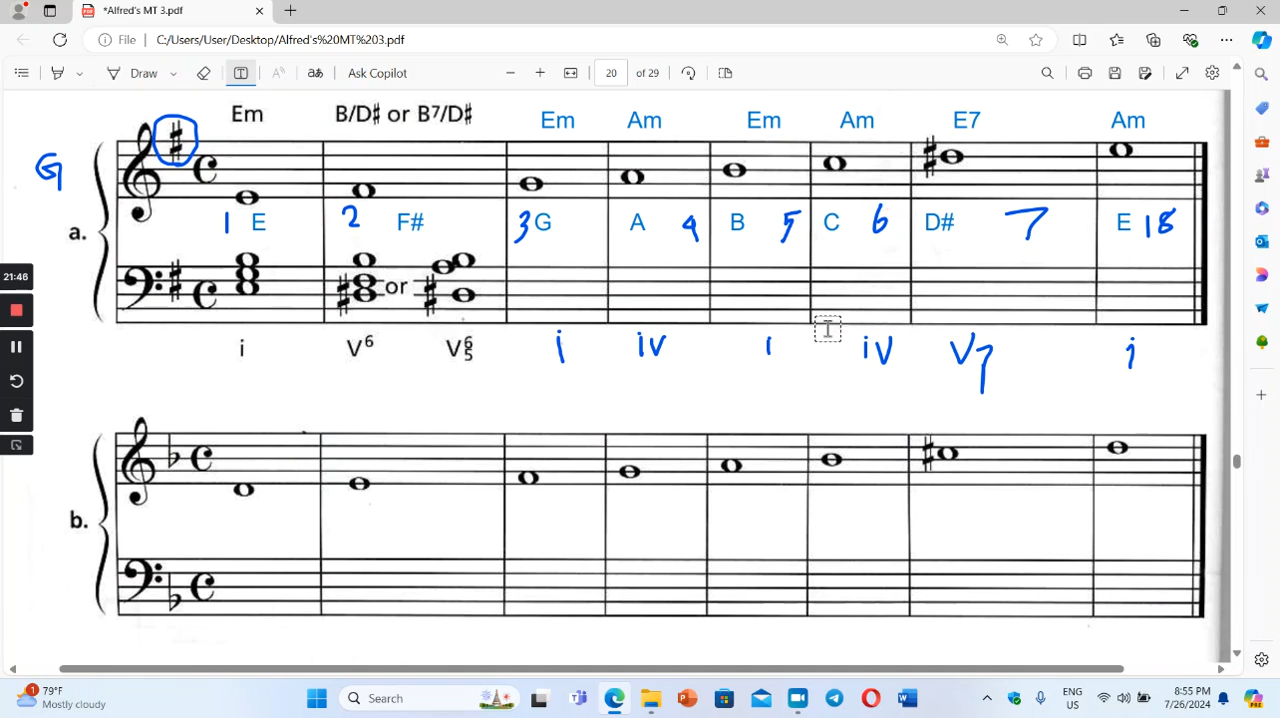 *Alfred's MT 3.pdf
File C:/Users/User/Desktop/Alfred's%20MT%203.pdf
Draw Ask Copilot 20 of 29
Em B/D# or B7/D# Em Am Em Am E7 Am
G
1 E 2 F# 3 G A 4 B 5 C 6 D# 7 E 18
a.
or
i V6 V6 5 i iv i iv V7 i
21:46
b.
1 79°F
Mostly cloudy
Search
ENG
US
8:55 PM
7/26/2024